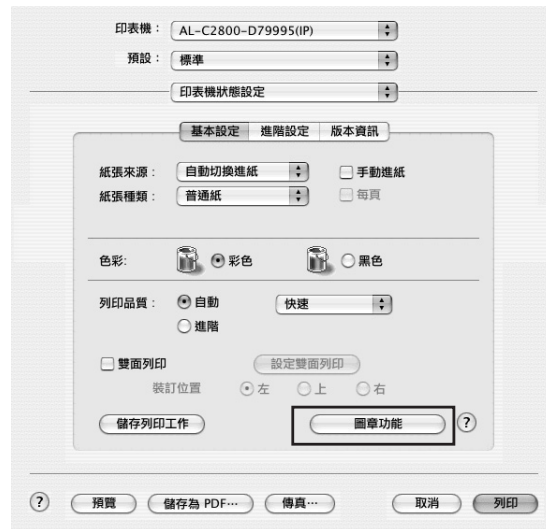 印表機： AL-C2800-D79995(IP)
預設： 標準
印表機狀態設定
基本設定 進階設定 版本資訊
紙張來源： 自動切換進紙 手動進紙
紙張種類： 普通紙 每頁
色彩: 彩色 黑色
列印品質： 自動 快速
進階
雙面列印 設定雙面列印
裝訂位置 左 上 右
儲存列印工作 圖章功能 ?
? 預覽 儲存為 PDF… 傳真… 取消 列印